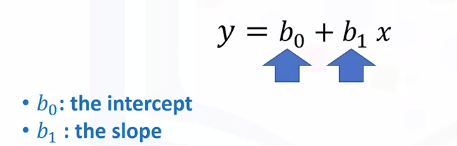 y = b₀ + b₁ x
• b₀: the intercept
• b₁ : the slope